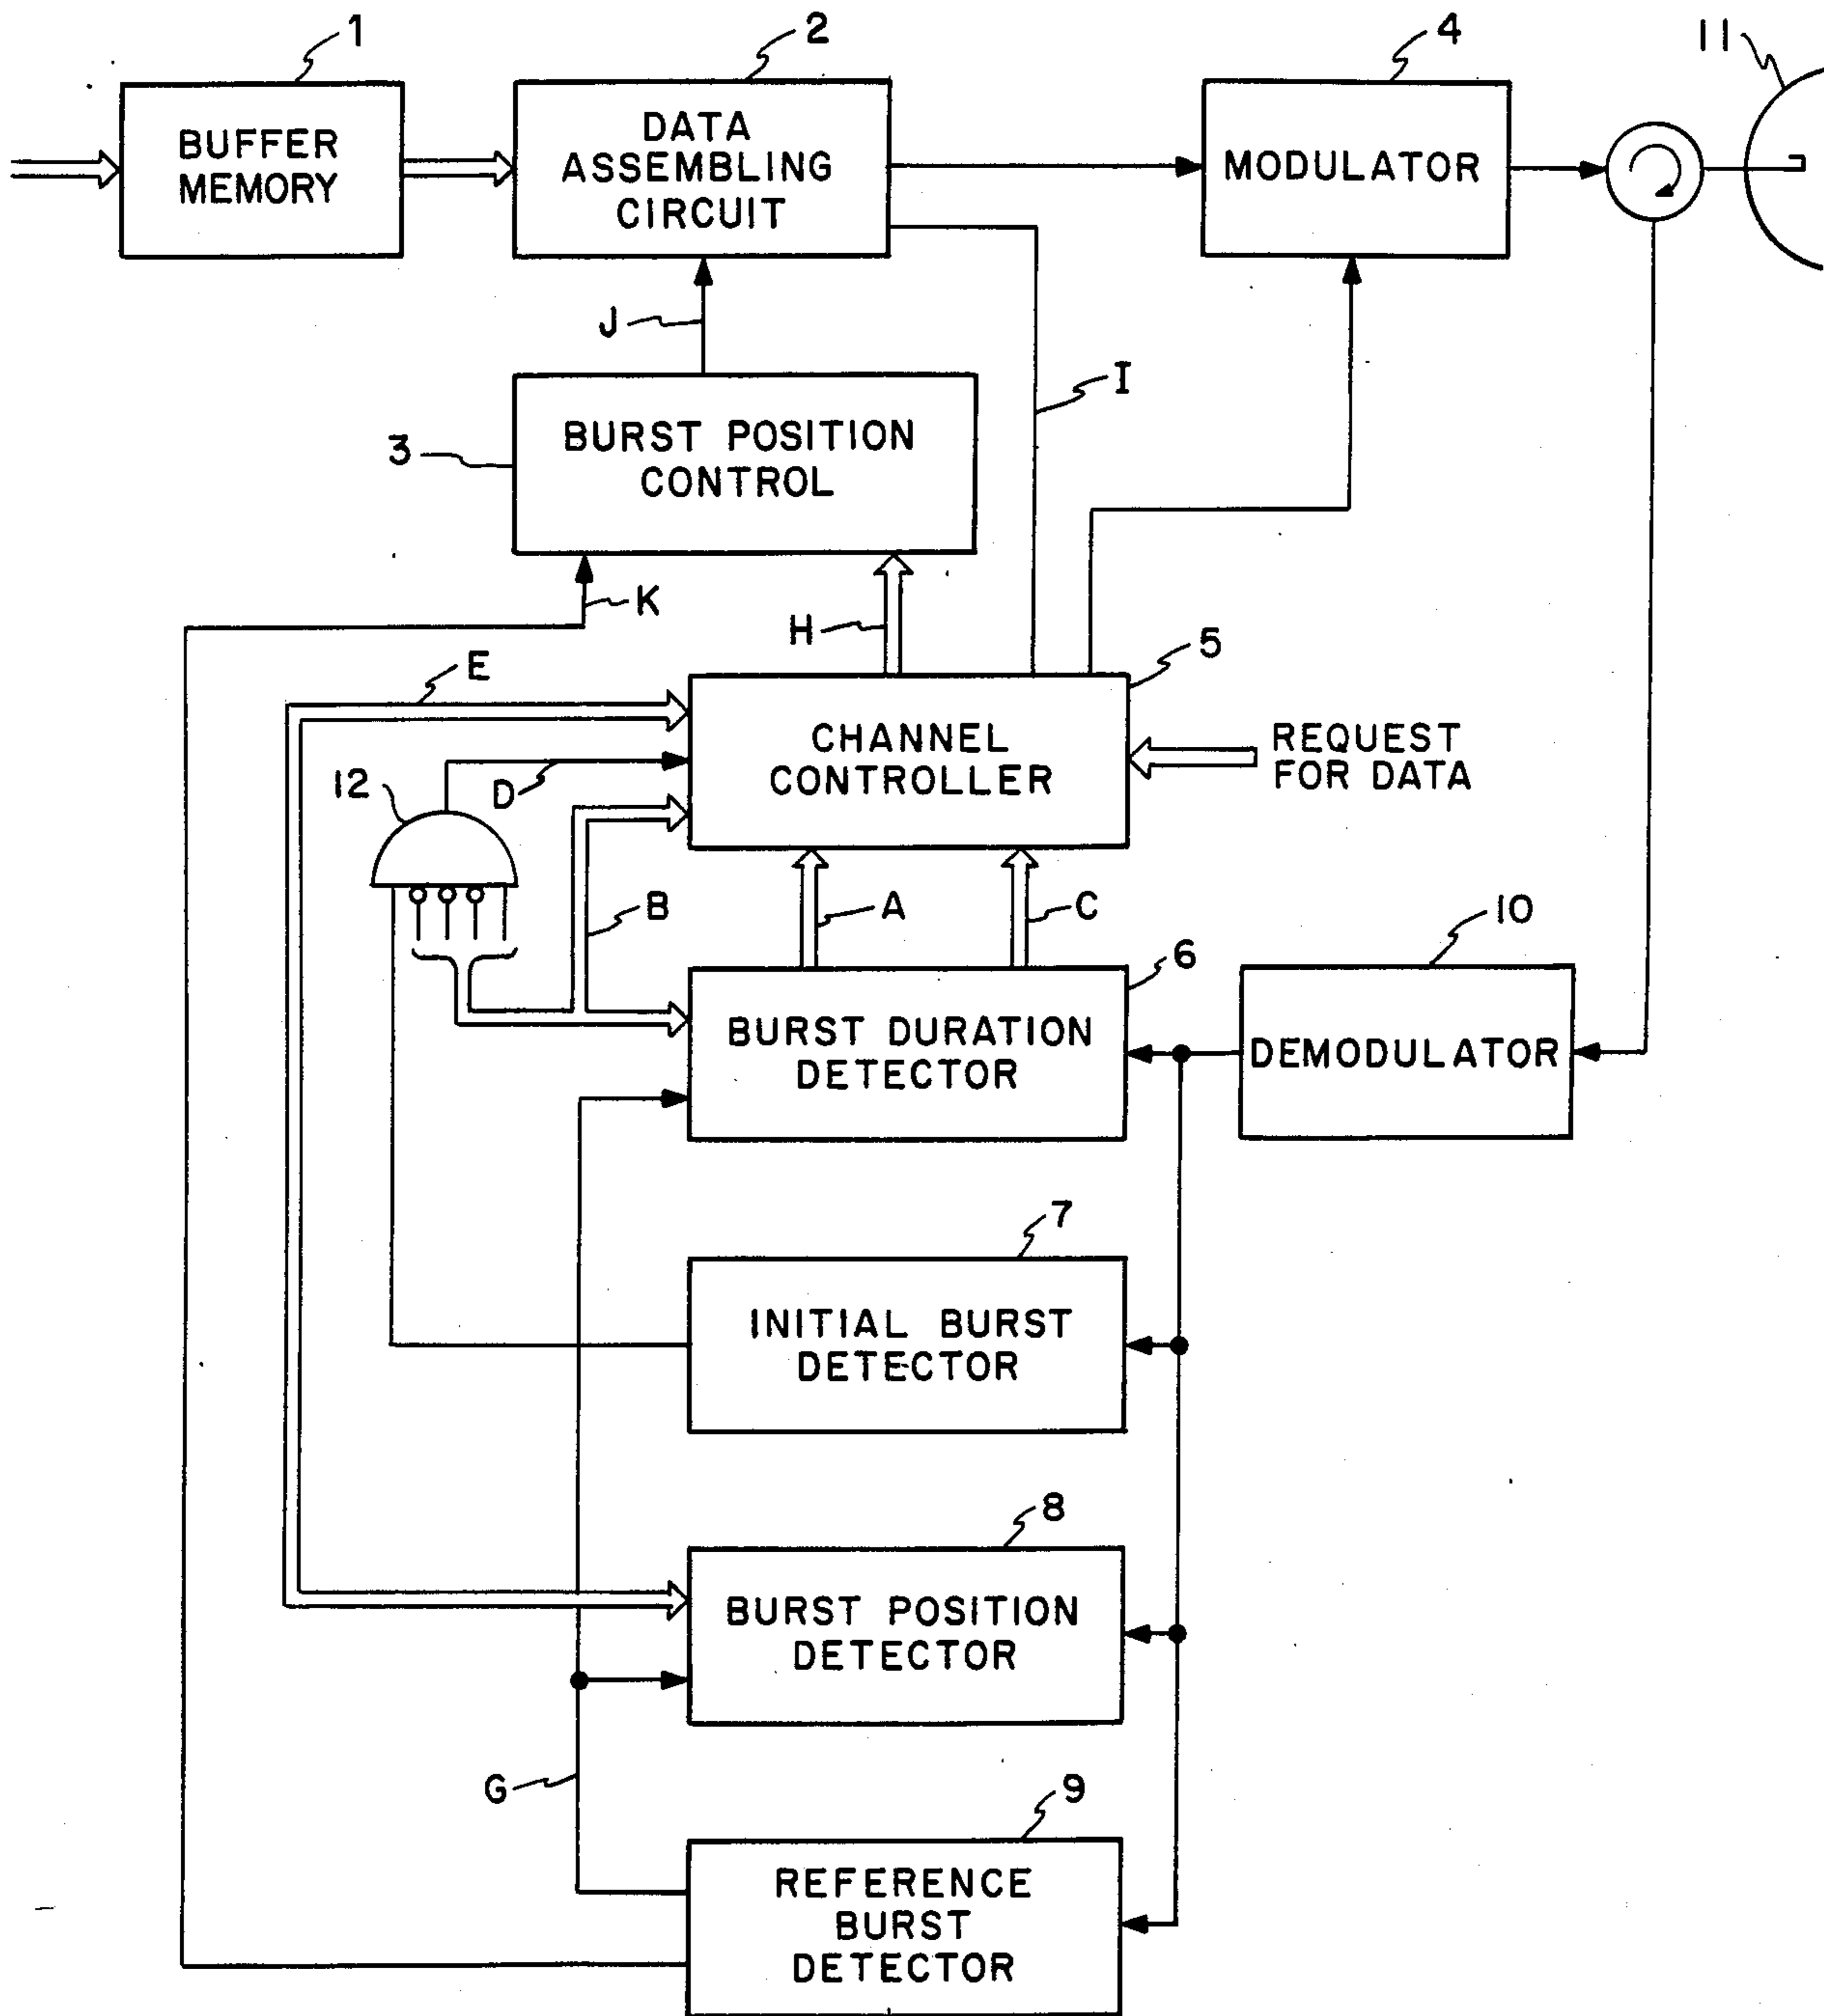 1
2
4
11
BUFFER
MEMORY
DATA
ASSEMBLING
CIRCUIT
MODULATOR
J
I
3
BURST POSITION
CONTROL
K
H
E
5
CHANNEL
CONTROLLER
REQUEST
FOR DATA
12
D
B
A
C
10
6
BURST DURATION
DETECTOR
DEMODULATOR
7
INITIAL BURST
DETECTOR
8
BURST POSITION
DETECTOR
G
9
REFERENCE
BURST
DETECTOR